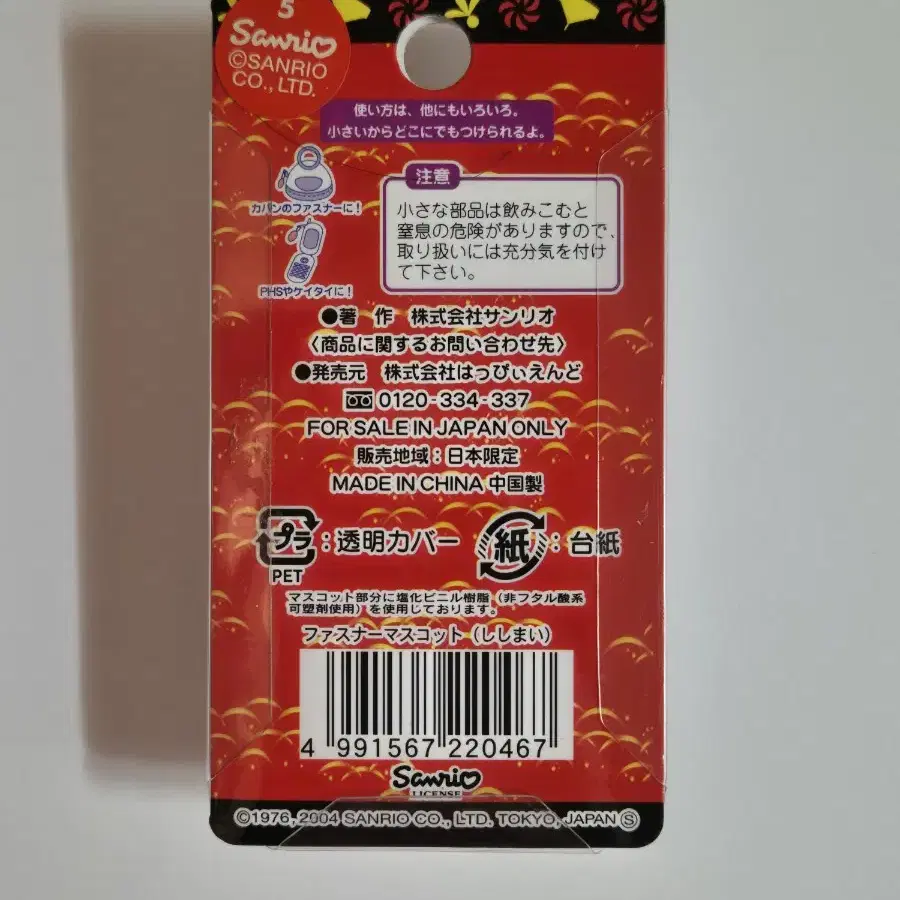 5
Sanrio
©SANRIO
CO., LTD.
使い方は、他にもいろいろ。
小さいからどこにでもつけられるよ。
カバンのファスナーに！
PHSやケイタイに！
注意
小さな部品は飲みこむと
窒息の危険がありますので、
取り扱いには充分気を付け
て下さい。
●著　作　株式会社サンリオ
〈商品に関するお問い合わせ先〉
●発売元　株式会社はっぴぃえんど
0120-334-337
FOR SALE IN JAPAN ONLY
販売地域：日本限定
MADE IN CHINA 中国製
プラ：透明カバー 紙：台紙
PET
マスコット部分に塩化ビニル樹脂（非フタル酸系
可塑剤使用）を使用しております。
ファスナーマスコット（ししまい）
4 991567 220467
Sanrio
LICENSE
©1976, 2004 SANRIO CO., LTD. TOKYO, JAPAN Ⓢ